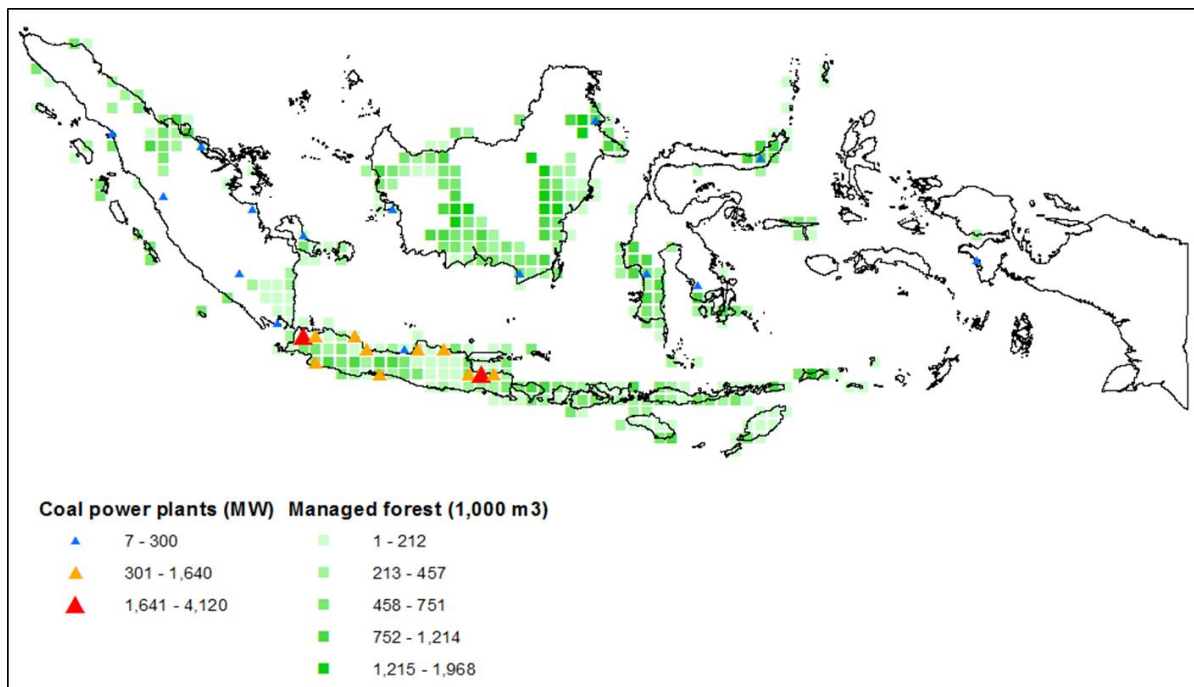 Coal power plants (MW) Managed forest (1,000 m3)
7 - 300 1 - 212
301 - 1,640 213 - 457
1,641 - 4,120 458 - 751
752 - 1,214
1,215 - 1,968